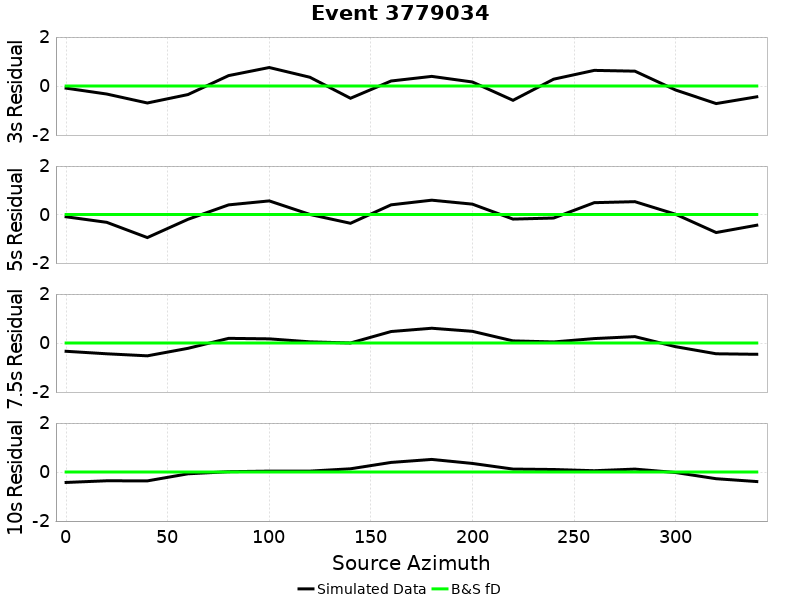 Event 3779034
3s Residual
2
0
-2
5s Residual
2
0
-2
7.5s Residual
2
0
-2
10s Residual
2
0
-2
0 50 100 150 200 250 300
Source Azimuth
Simulated Data B&S fD